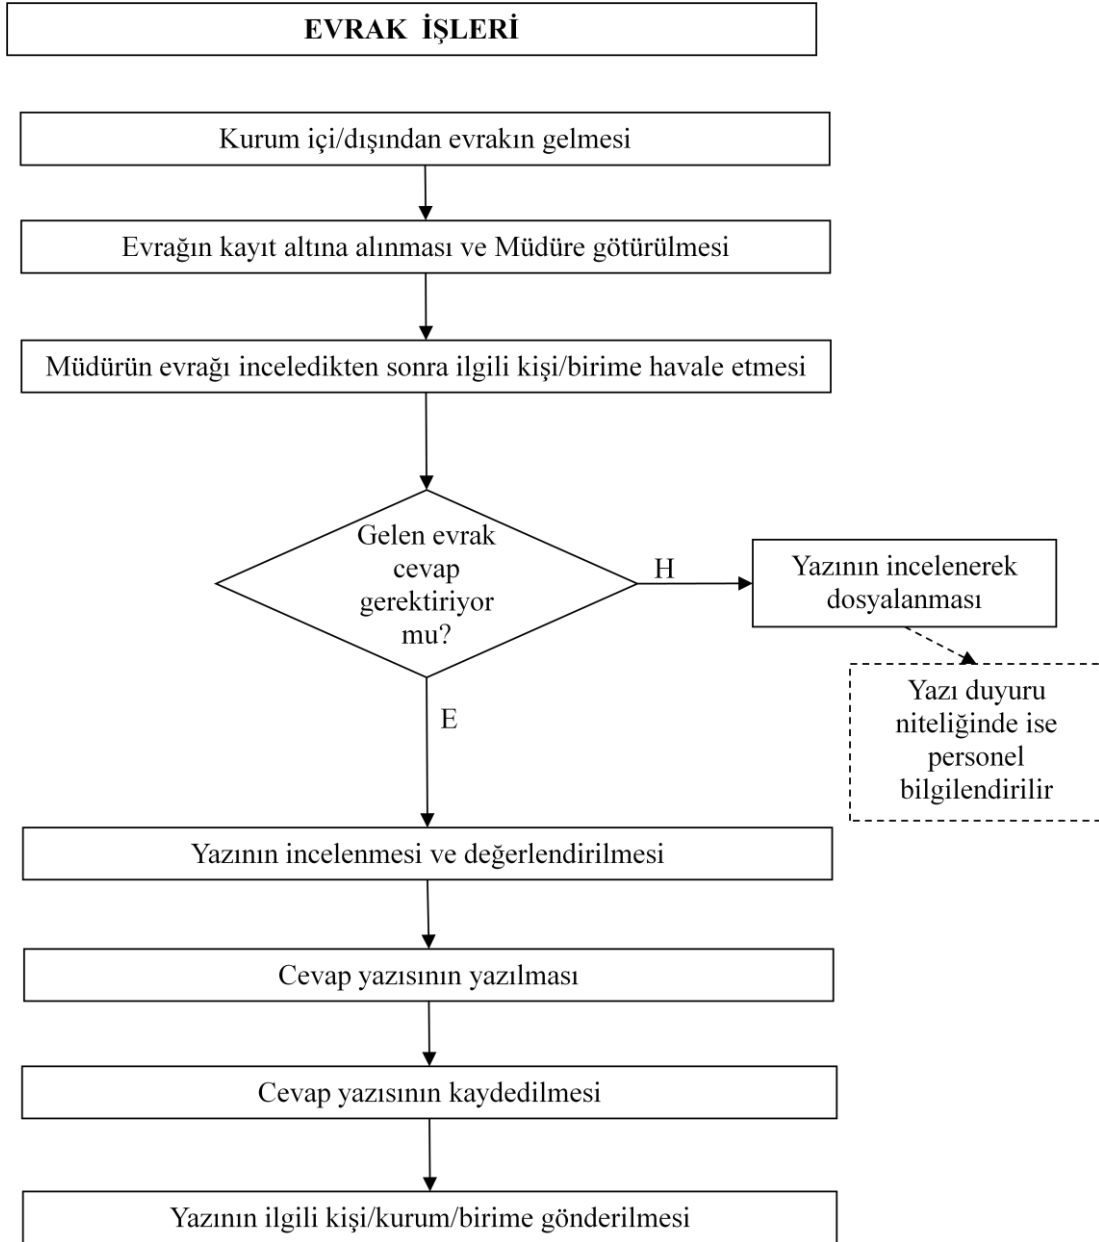 EVRAK İŞLERİ
Kurum içi/dışından evrakın gelmesi
Evrağın kayıt altına alınması ve Müdüre götürülmesi
Müdürün evrağı inceledikten sonra ilgili kişi/birime havale etmesi
Gelen evrak
cevap
gerektiriyor
mu?
H
Yazının incelenerek
dosyalanması
Yazı duyuru
niteliğinde ise
personel
bilgilendirilir
E
Yazının incelenmesi ve değerlendirilmesi
Cevap yazısının yazılması
Cevap yazısının kaydedilmesi
Yazının ilgili kişi/kurum/birime gönderilmesi